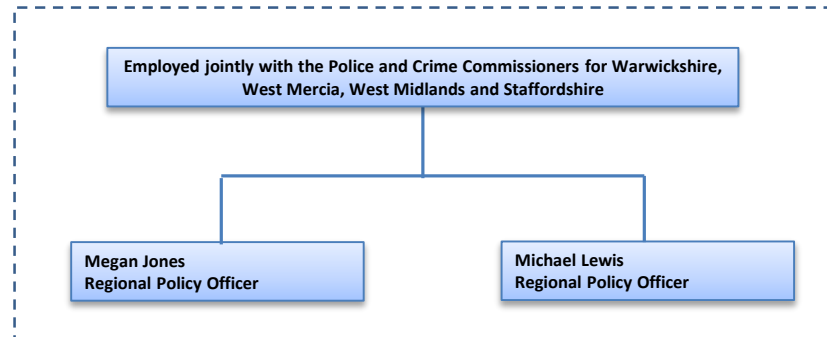 Employed jointly with the Police and Crime Commissioners for Warwickshire,
West Mercia, West Midlands and Staffordshire
Megan Jones
Regional Policy Officer
Michael Lewis
Regional Policy Officer